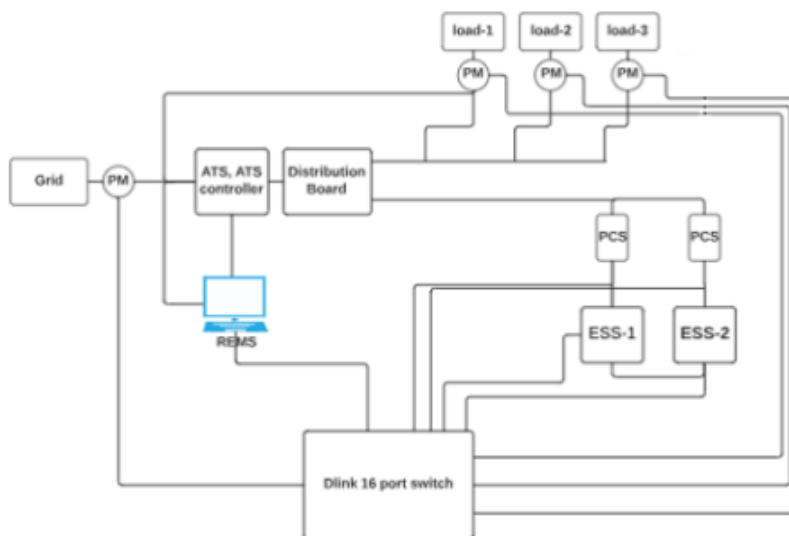 load-1
load-2
load-3
PM
PM
PM
Grid
PM
ATS, ATS
controller
Distribution
Board
PCS
PCS
ESS-1
ESS-2
REMS
Dlink 16 port switch